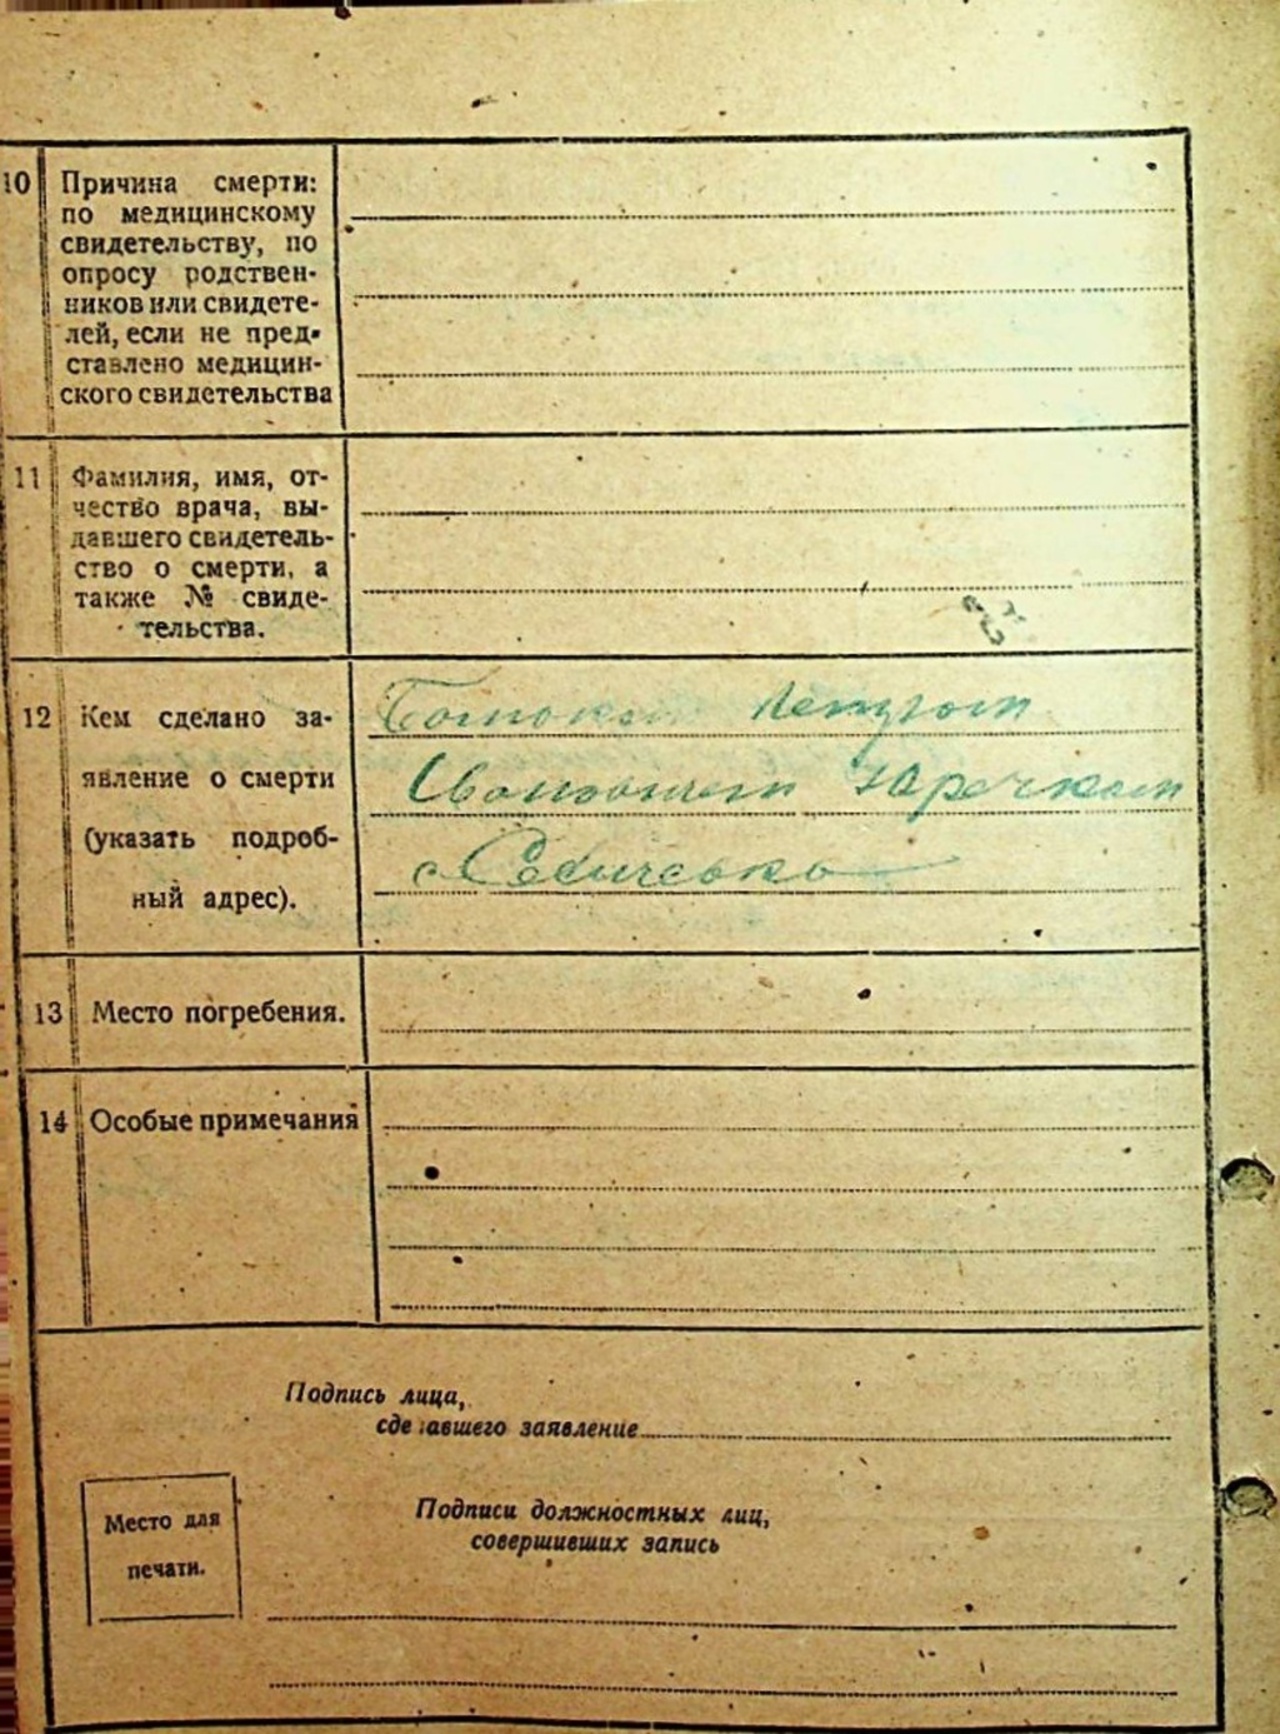 10 Причина смерти:
по медицинскому
свидетельству, по
опросу родствен-
ников или свидете-
лей, если не пред-
ставлено медицин-
ского свидетельства
11 Фамилия, имя, от-
чество врача, вы-
давшего свидетель-
ство о смерти, а
также № свиде-
тельства.
12 Кем сделано за-
явление о смерти
(указать подроб-
ный адрес).
Петром
13 Место погребения.
14 Особые примечания
Подпись лица,
сделавшего заявление
Место для
печати.
Подписи должностных лиц,
совершивших запись